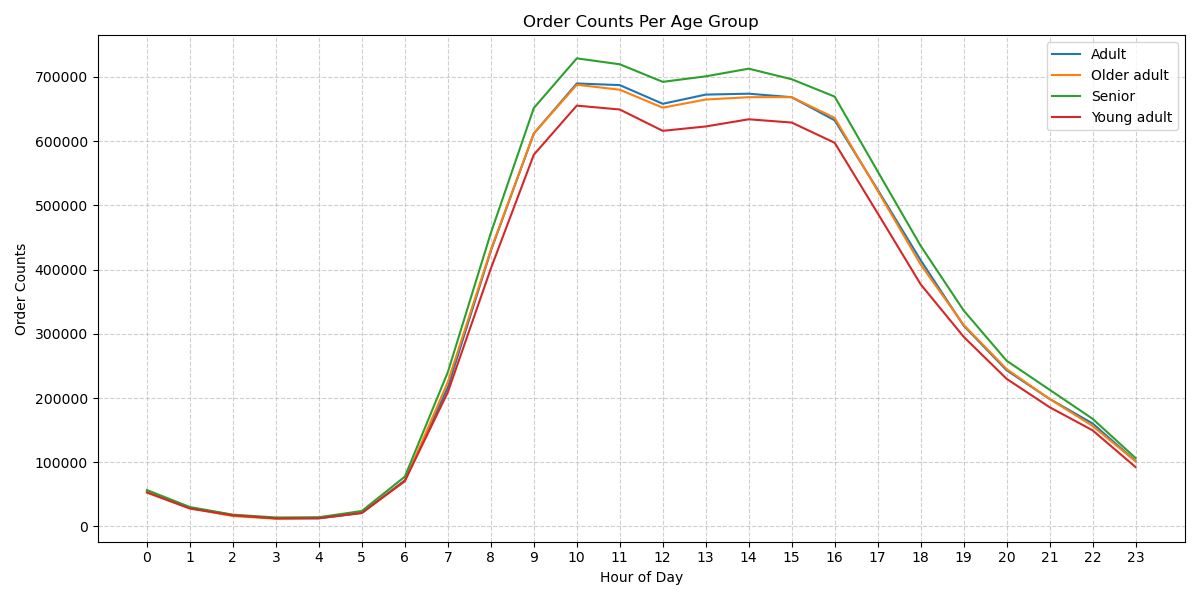 Order Counts Per Age Group
Adult
Older adult
Senior
Young adult
Order Counts
700000
600000
500000
400000
300000
200000
100000
0
0 1 2 3 4 5 6 7 8 9 10 11 12 13 14 15 16 17 18 19 20 21 22 23
Hour of Day